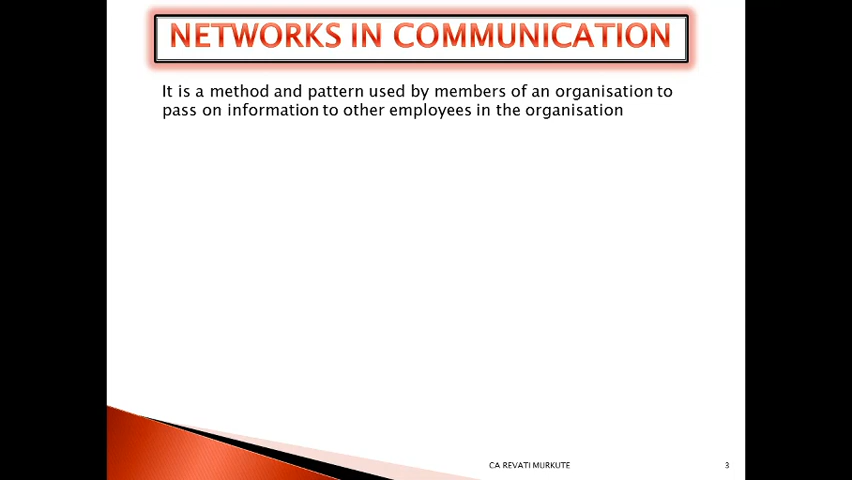 NETWORKS IN COMMUNICATION
It is a method and pattern used by members of an organisation to
pass on information to other employees in the organisation
CA REVATI MURKUTE
3